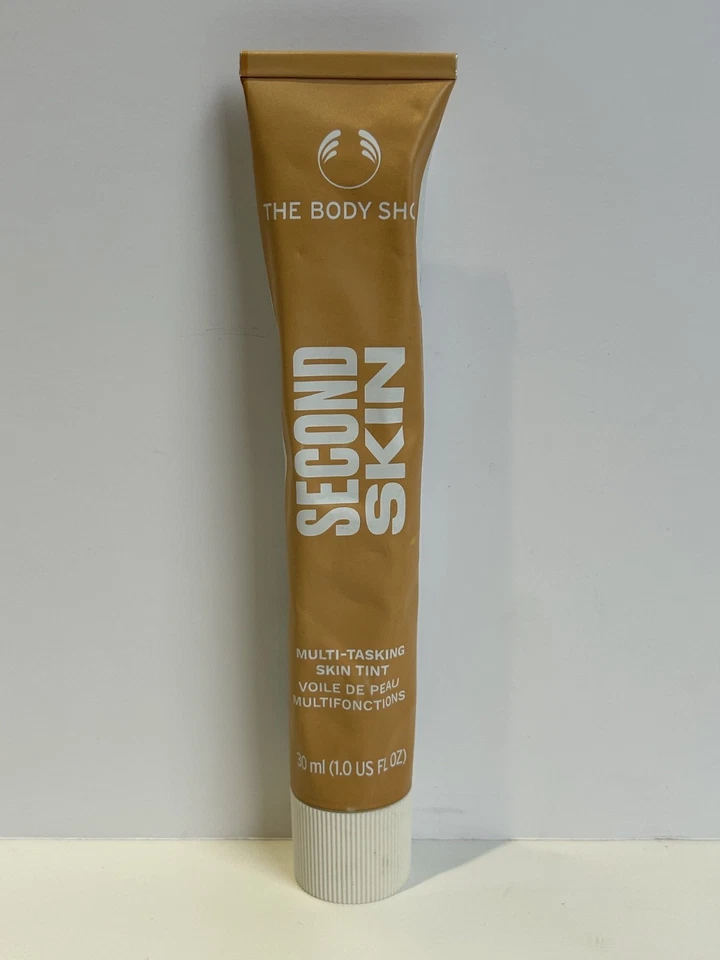 THE BODY SHO
SECOND
SKIN
MULTI-TASKING
SKIN TINT
VOILE DE PEAU
MULTIFONCTIONS
30 ml (1.0 US FL OZ)